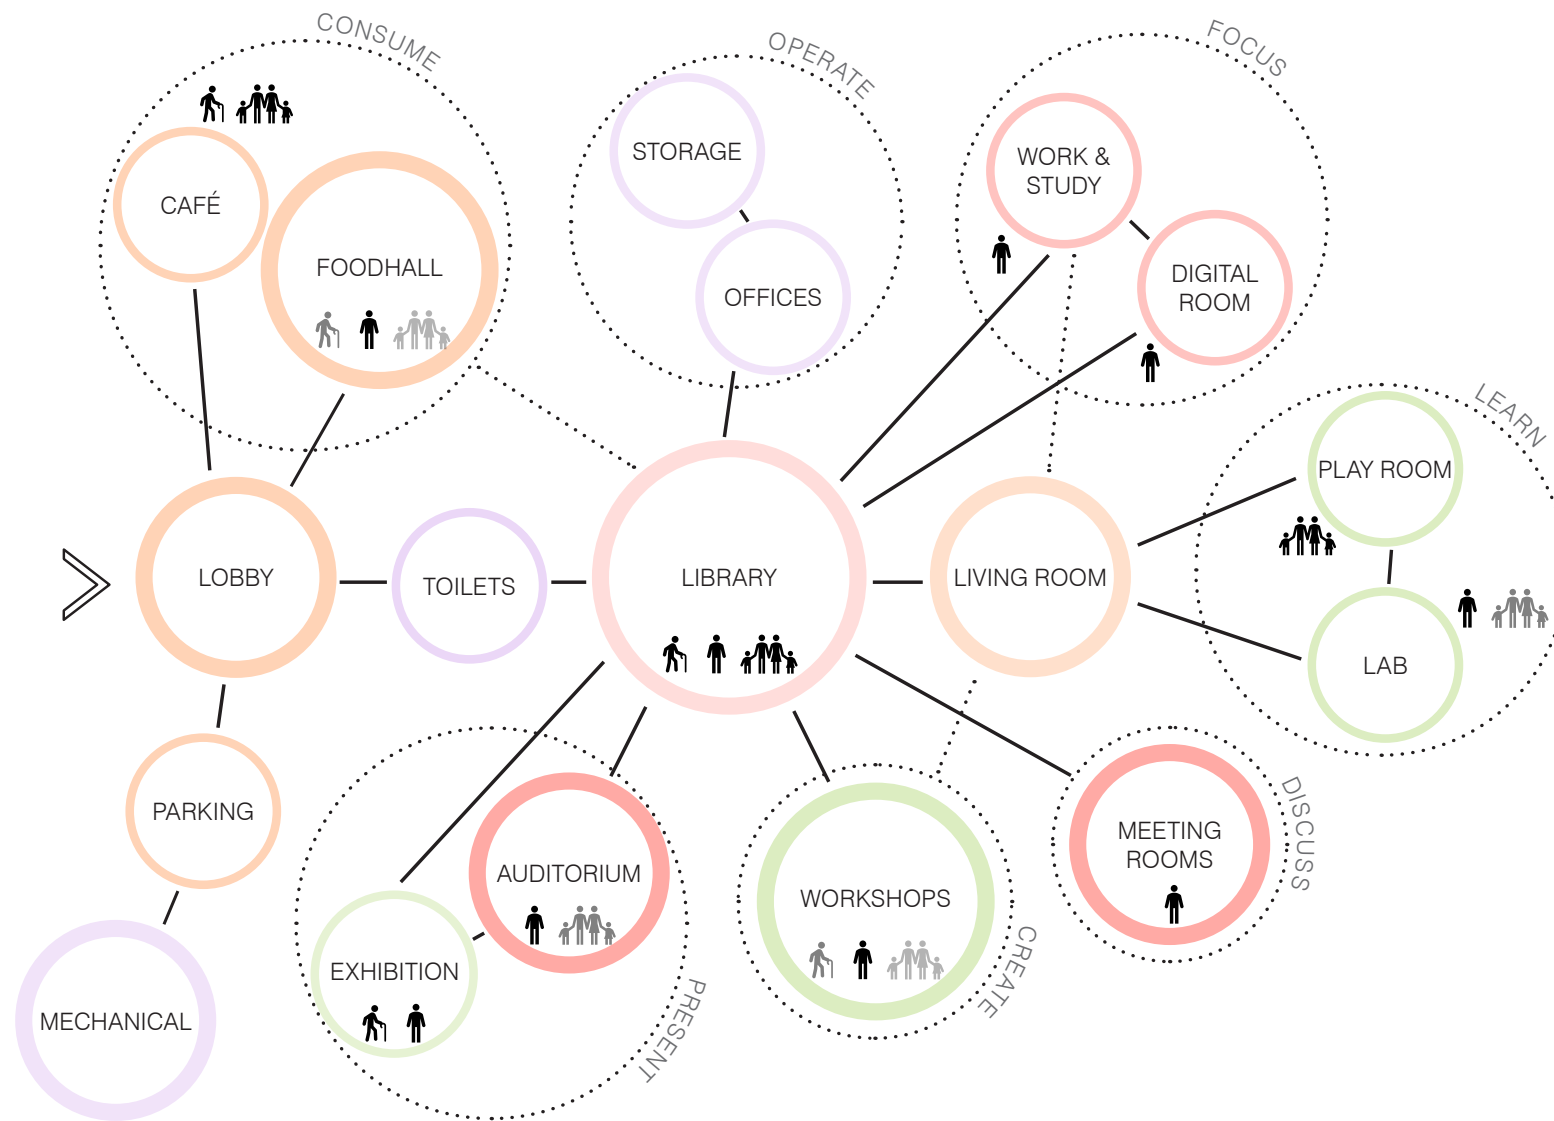 CONSUME
OPERATE
FOCUS
STORAGE
WORK &
STUDY
CAFÉ
FOODHALL
DIGITAL
ROOM
OFFICES
LEARN
PLAY ROOM
LOBBY
TOILETS
LIBRARY
LIVING ROOM
LAB
PARKING
MEETING
ROOMS
DISCUSS
AUDITORIUM
WORKSHOPS
EXHIBITION
CREATE
PRESENT
MECHANICAL